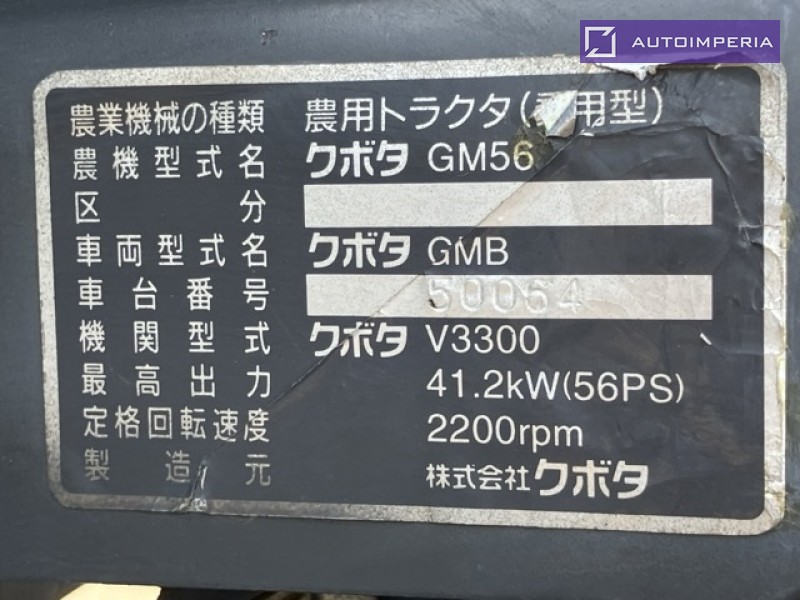 AUTOIMPERIA
農業機械の種類 農用トラクタ(乗用型)
農機型式名 クボタ GM56
区分
車両型式名 クボタ GMB
車台番号 50064
機関型式 クボタ V3300
最高出力 41.2kW(56PS)
定格回転速度 2200rpm
製造元 株式会社クボタ